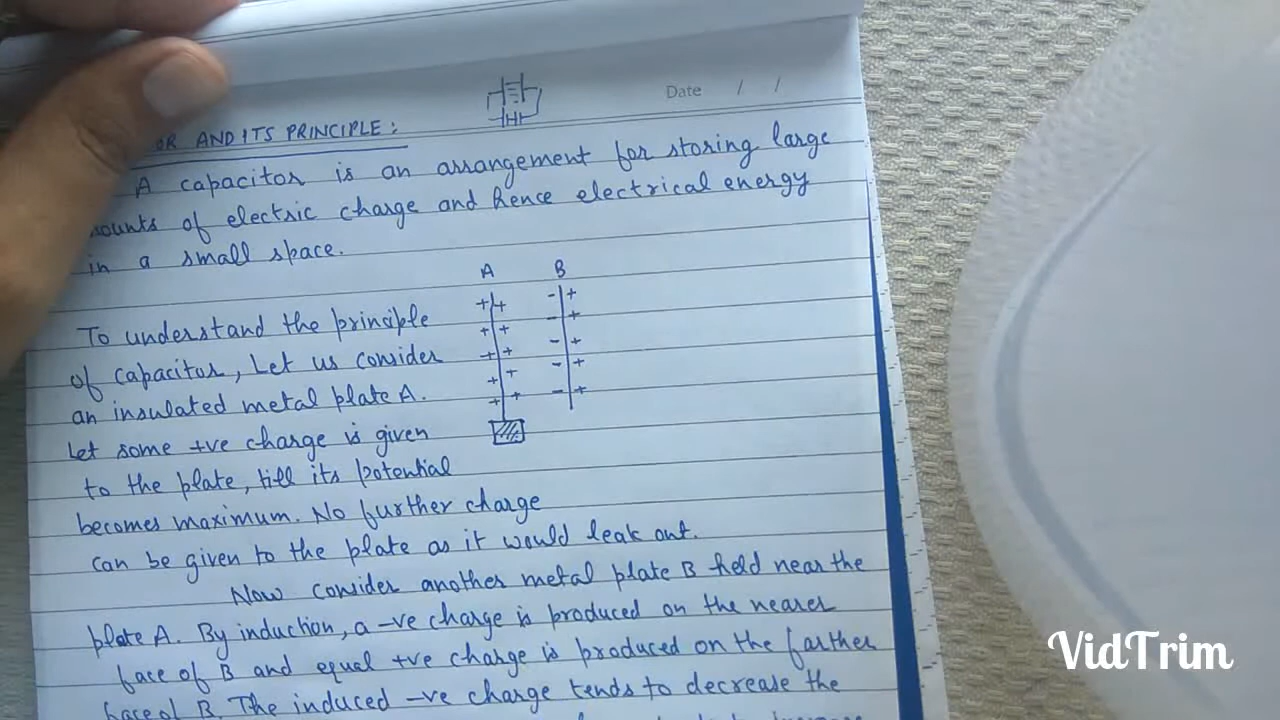 Date / /
OR AND ITS PRINCIPLE:
A capacitor is an arrangement for storing large
ounts of electric charge and hence electrical energy
in a small space.
A B
To understand the principle
of capacitor, Let us consider
an insulated metal plate A.
Let some +ve charge is given
to the plate, till its potential
becomes maximum. No further charge
can be given to the plate as it would leak out.
Now consider another metal plate B held near the
plate A. By induction, a -ve charge is produced on the nearer
face of B and equal +ve charge is produced on the farther
face of B. The induced -ve charge tends to decrease the
VidTrim